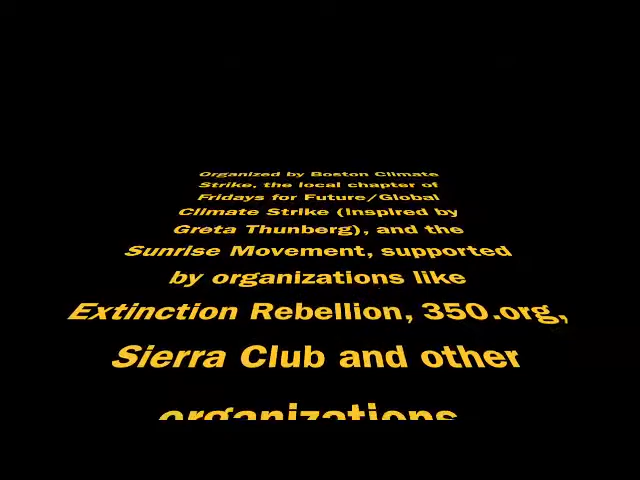 Organized by Boston Climate
Strike, the local chapter of
Fridays for Future/Global
Climate Strike (inspired by
Greta Thunberg), and the
Sunrise Movement, supported
by organizations like
Extinction Rebellion, 350.org,
Sierra Club and other
organizations